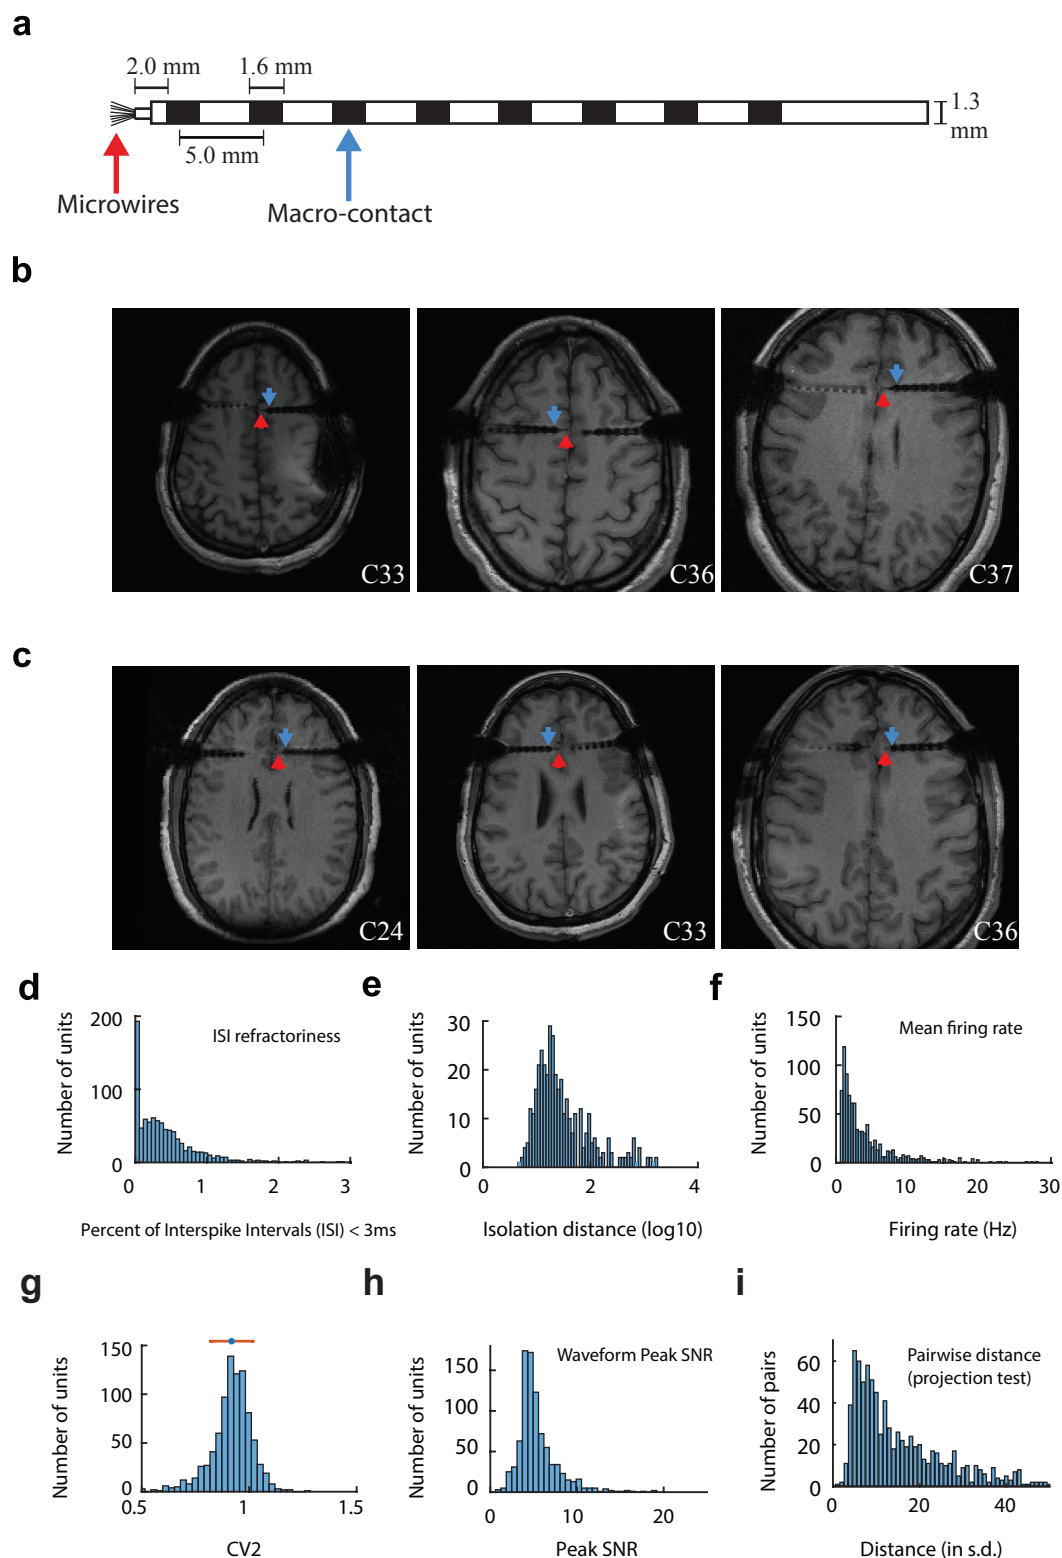 a
2.0 mm
1.6 mm
1.3
mm
5.0 mm
Microwires
Macro-contact
b
C33
C36
C37
c
C24
C33
C36
d
ISI refractoriness
Number of units
200
100
0
0
1
2
3
Percent of Interspike Intervals (ISI) < 3ms
e
Number of units
30
20
10
0
0
2
4
Isolation distance (log10)
f
Mean firing rate
Number of units
150
100
50
0
0
10
20
30
Firing rate (Hz)
g
Number of units
150
100
50
0
0.5
1
1.5
CV2
h
Waveform Peak SNR
Number of units
150
100
50
0
0
10
20
Peak SNR
i
Pairwise distance
(projection test)
Number of pairs
60
40
20
0
0
20
40
Distance (in s.d.)